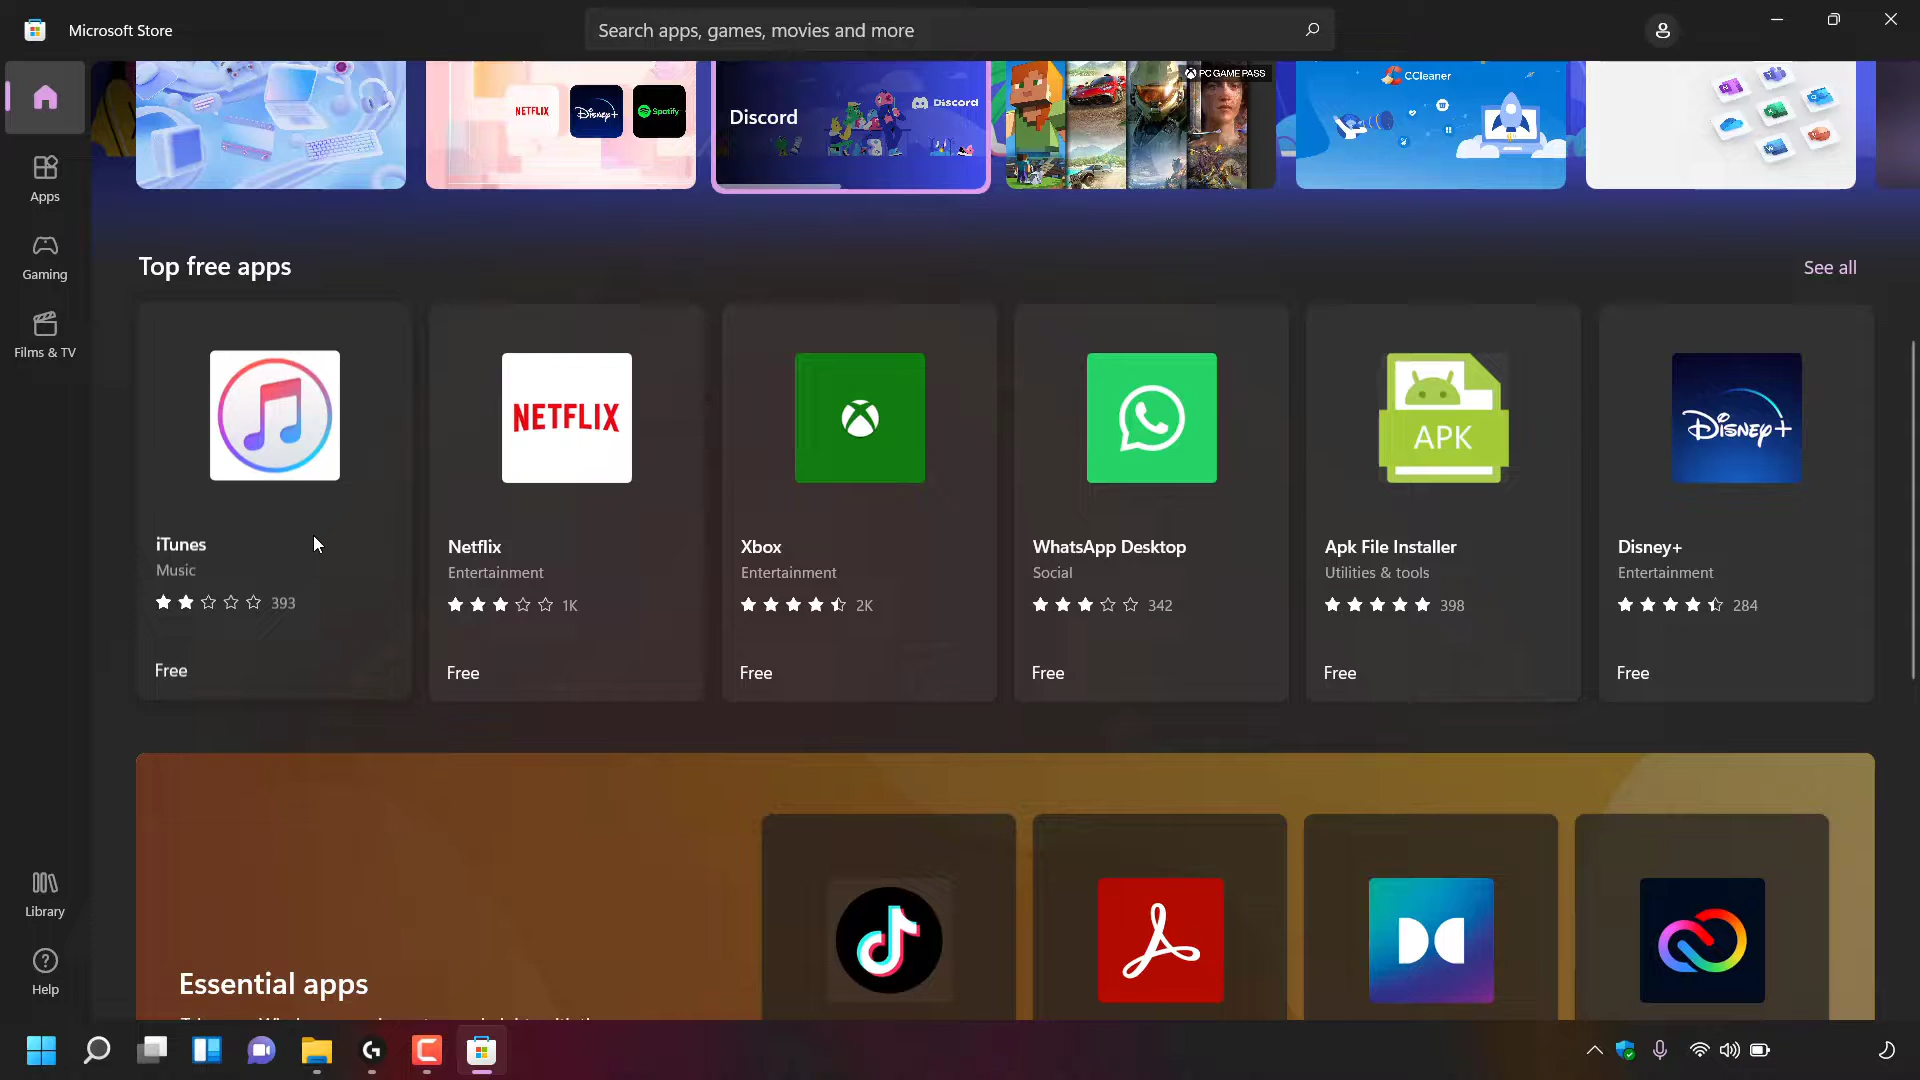 Microsoft Store
Search apps, games, movies and more
NETFLIX
Disney+
Spotify
Discord
Discord
PC GAME PASS
CCleaner
Apps
Gaming
Films & TV
Library
Help
Top free apps
See all
iTunes
Music
393
Free
NETFLIX
Netflix
Entertainment
1K
Free
Xbox
Entertainment
2K
Free
WhatsApp Desktop
Social
342
Free
APK
Apk File Installer
Utilities & tools
398
Free
Disney+
Disney+
Entertainment
284
Free
Essential apps